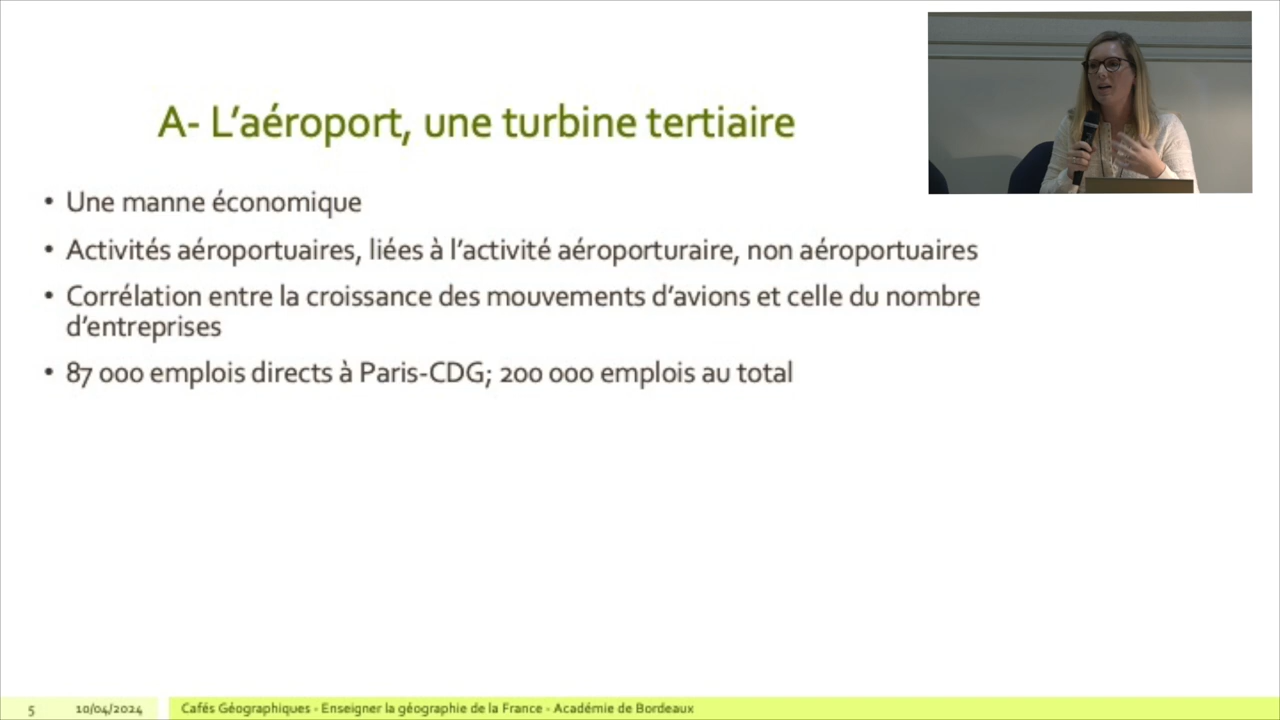 A- L’aéroport, une turbine tertiaire
• Une manne économique
• Activités aéroportuaires, liées à l’activité aéroporturaire, non aéroportuaires
• Corrélation entre la croissance des mouvements d’avions et celle du nombre
d’entreprises
• 87 000 emplois directs à Paris-CDG; 200 000 emplois au total
5 10/04/2024 Cafés Géographiques - Enseigner la géographie de la France - Académie de Bordeaux